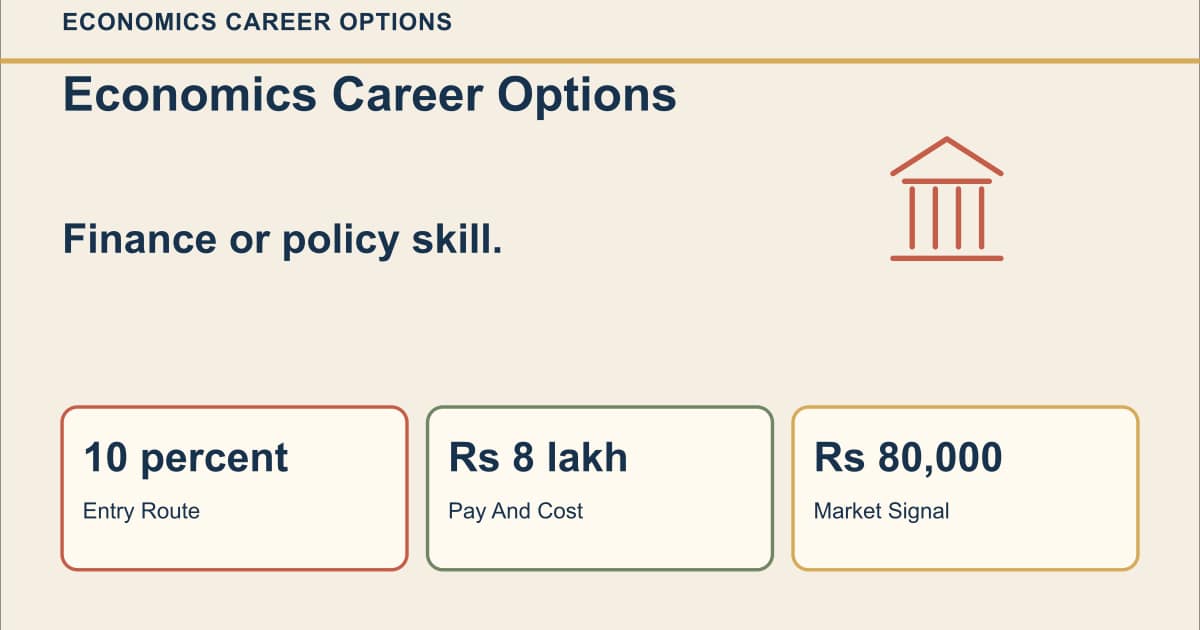 ECONOMICS CAREER OPTIONS
Economics Career Options
Finance or policy skill.
10 percent
Entry Route
Rs 8 lakh
Pay And Cost
Rs 80,000
Market Signal